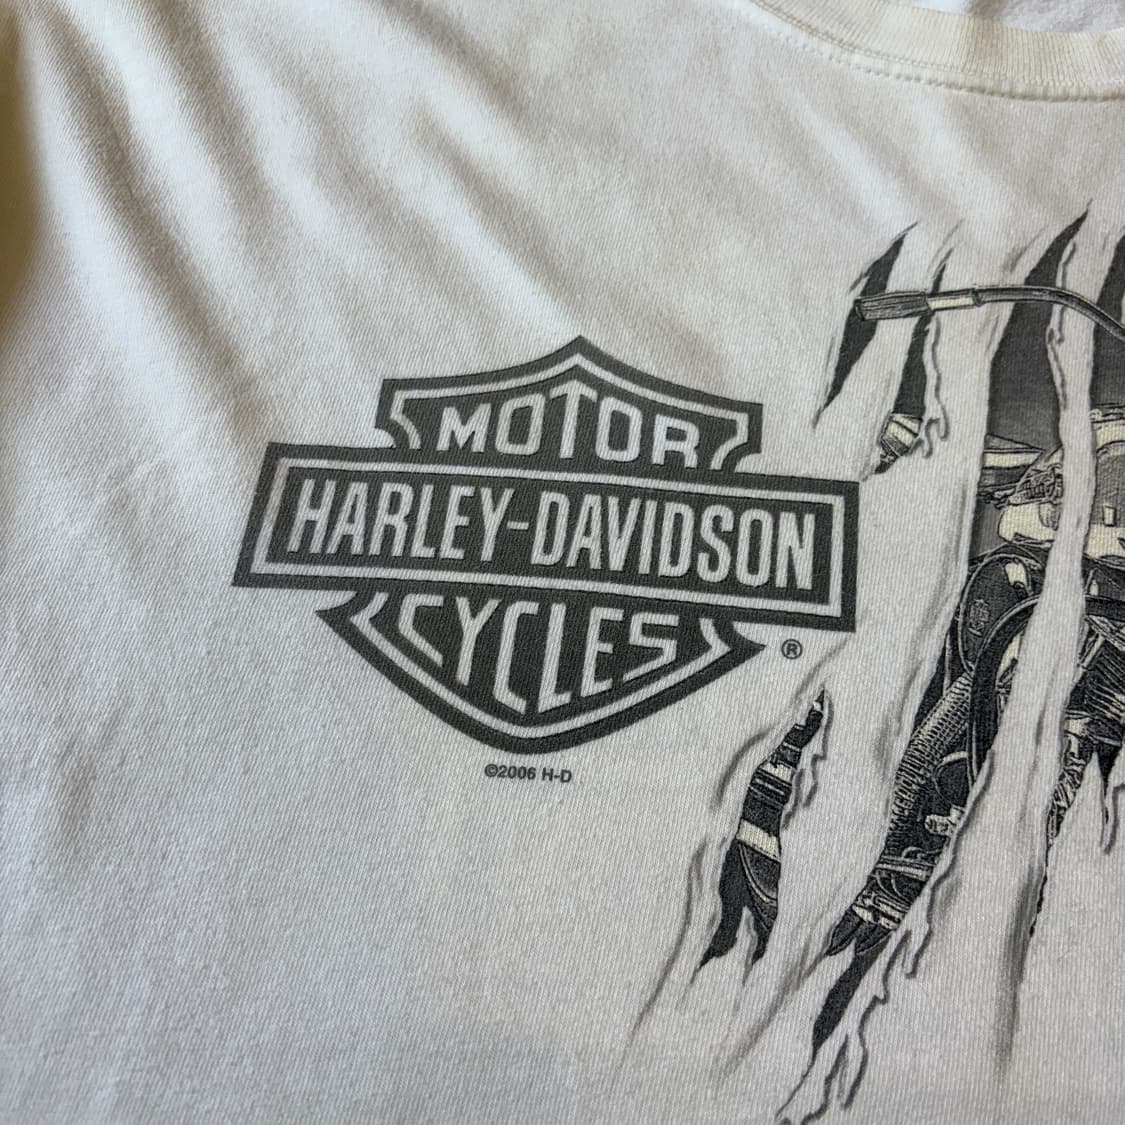 MOTOR
HARLEY-DAVIDSON
CYCLES
®
©2006 H-D